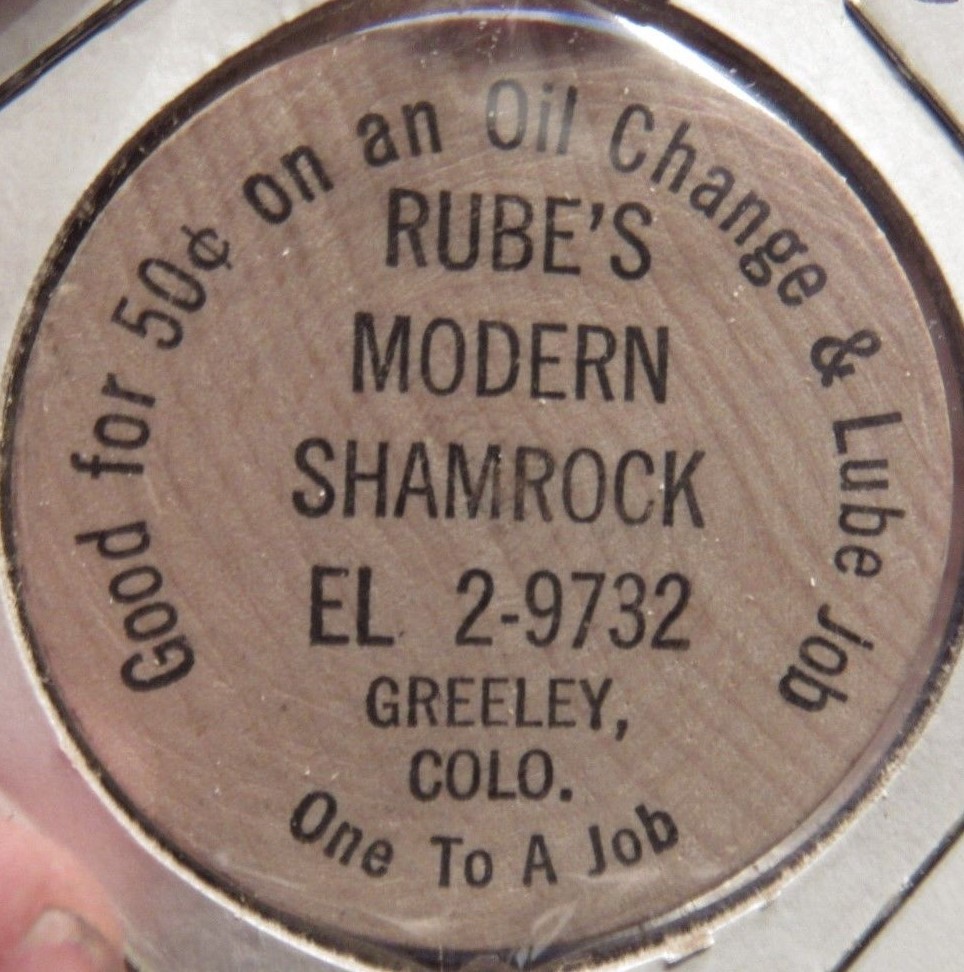 Good for 50¢ on an Oil Change & Lube Job
RUBE'S
MODERN
SHAMROCK
EL 2-9732
GREELEY,
COLO.
One To A Job